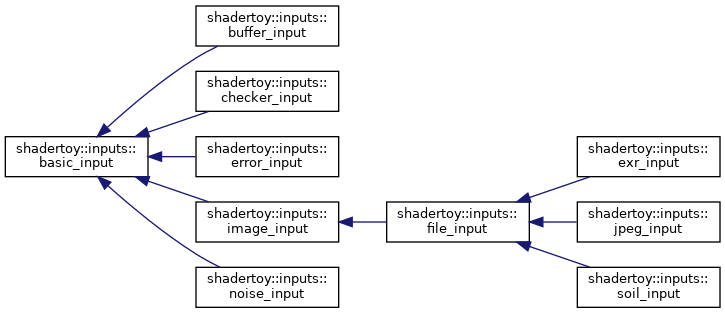 shadertoy::inputs::
buffer_input
shadertoy::inputs::
checker_input
shadertoy::inputs::
basic_input
shadertoy::inputs::
error_input
shadertoy::inputs::
exr_input
shadertoy::inputs::
image_input
shadertoy::inputs::
file_input
shadertoy::inputs::
jpeg_input
shadertoy::inputs::
noise_input
shadertoy::inputs::
soil_input